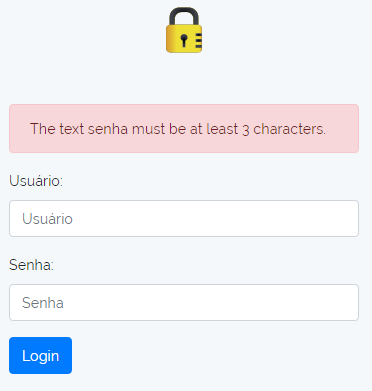 The text senha must be at least 3 characters.
Usuário:
Usuário
Senha:
Senha
Login